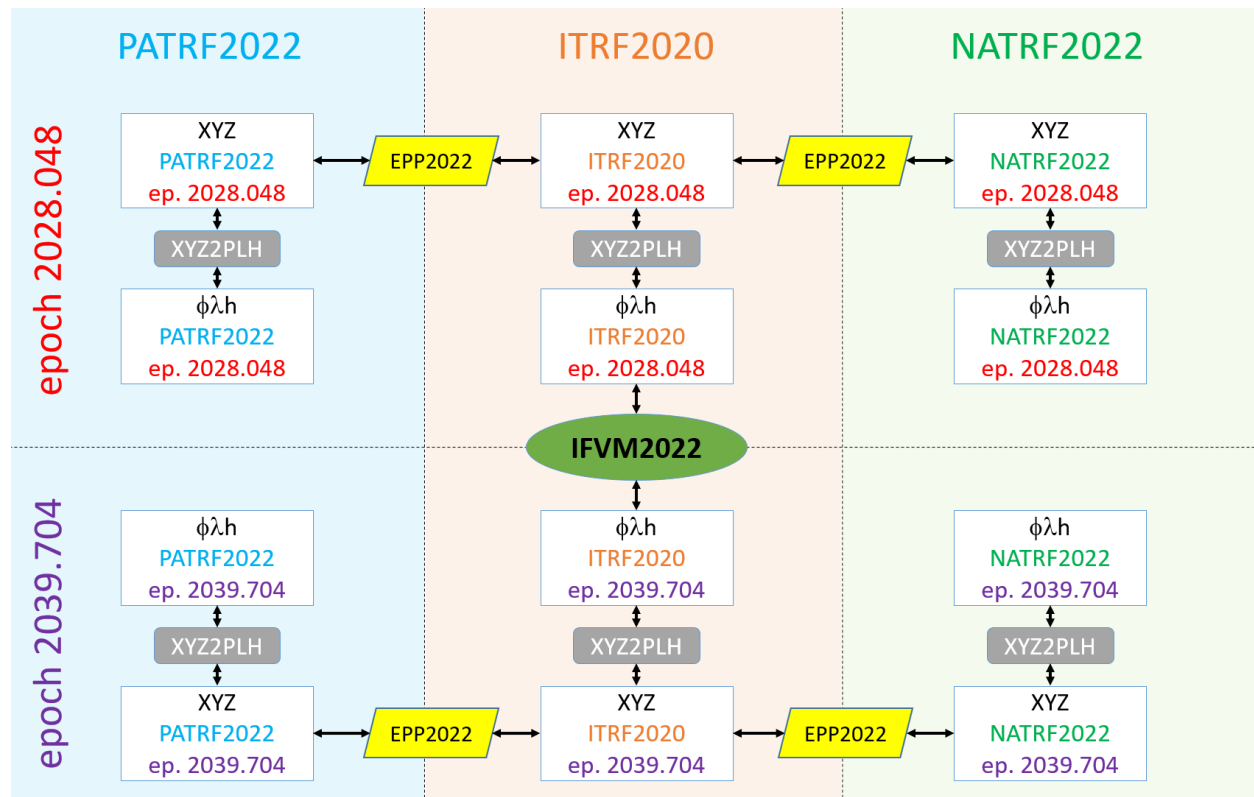 PATRF2022
ITRF2020
NATRF2022
epoch 2028.048
XYZ
PATRF2022
ep. 2028.048
EPP2022
XYZ
ITRF2020
ep. 2028.048
EPP2022
XYZ
NATRF2022
ep. 2028.048
XYZ2PLH
XYZ2PLH
XYZ2PLH
ϕλh
PATRF2022
ep. 2028.048
ϕλh
ITRF2020
ep. 2028.048
ϕλh
NATRF2022
ep. 2028.048
IFVM2022
epoch 2039.704
ϕλh
PATRF2022
ep. 2039.704
ϕλh
ITRF2020
ep. 2039.704
ϕλh
NATRF2022
ep. 2039.704
XYZ2PLH
XYZ2PLH
XYZ2PLH
XYZ
PATRF2022
ep. 2039.704
EPP2022
XYZ
ITRF2020
ep. 2039.704
EPP2022
XYZ
NATRF2022
ep. 2039.704